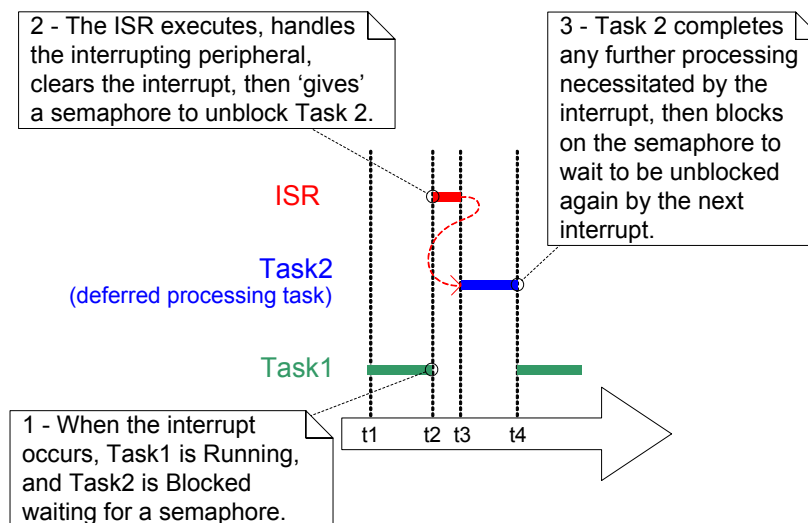 2 - The ISR executes, handles
the interrupting peripheral,
clears the interrupt, then ‘gives’
a semaphore to unblock Task 2.
3 - Task 2 completes
any further processing
necessitated by the
interrupt, then blocks
on the semaphore to
wait to be unblocked
again by the next
interrupt.
ISR
Task2
(deferred processing task)
Task1
1 - When the interrupt
occurs, Task1 is Running,
and Task2 is Blocked
waiting for a semaphore.
t1 t2 t3 t4